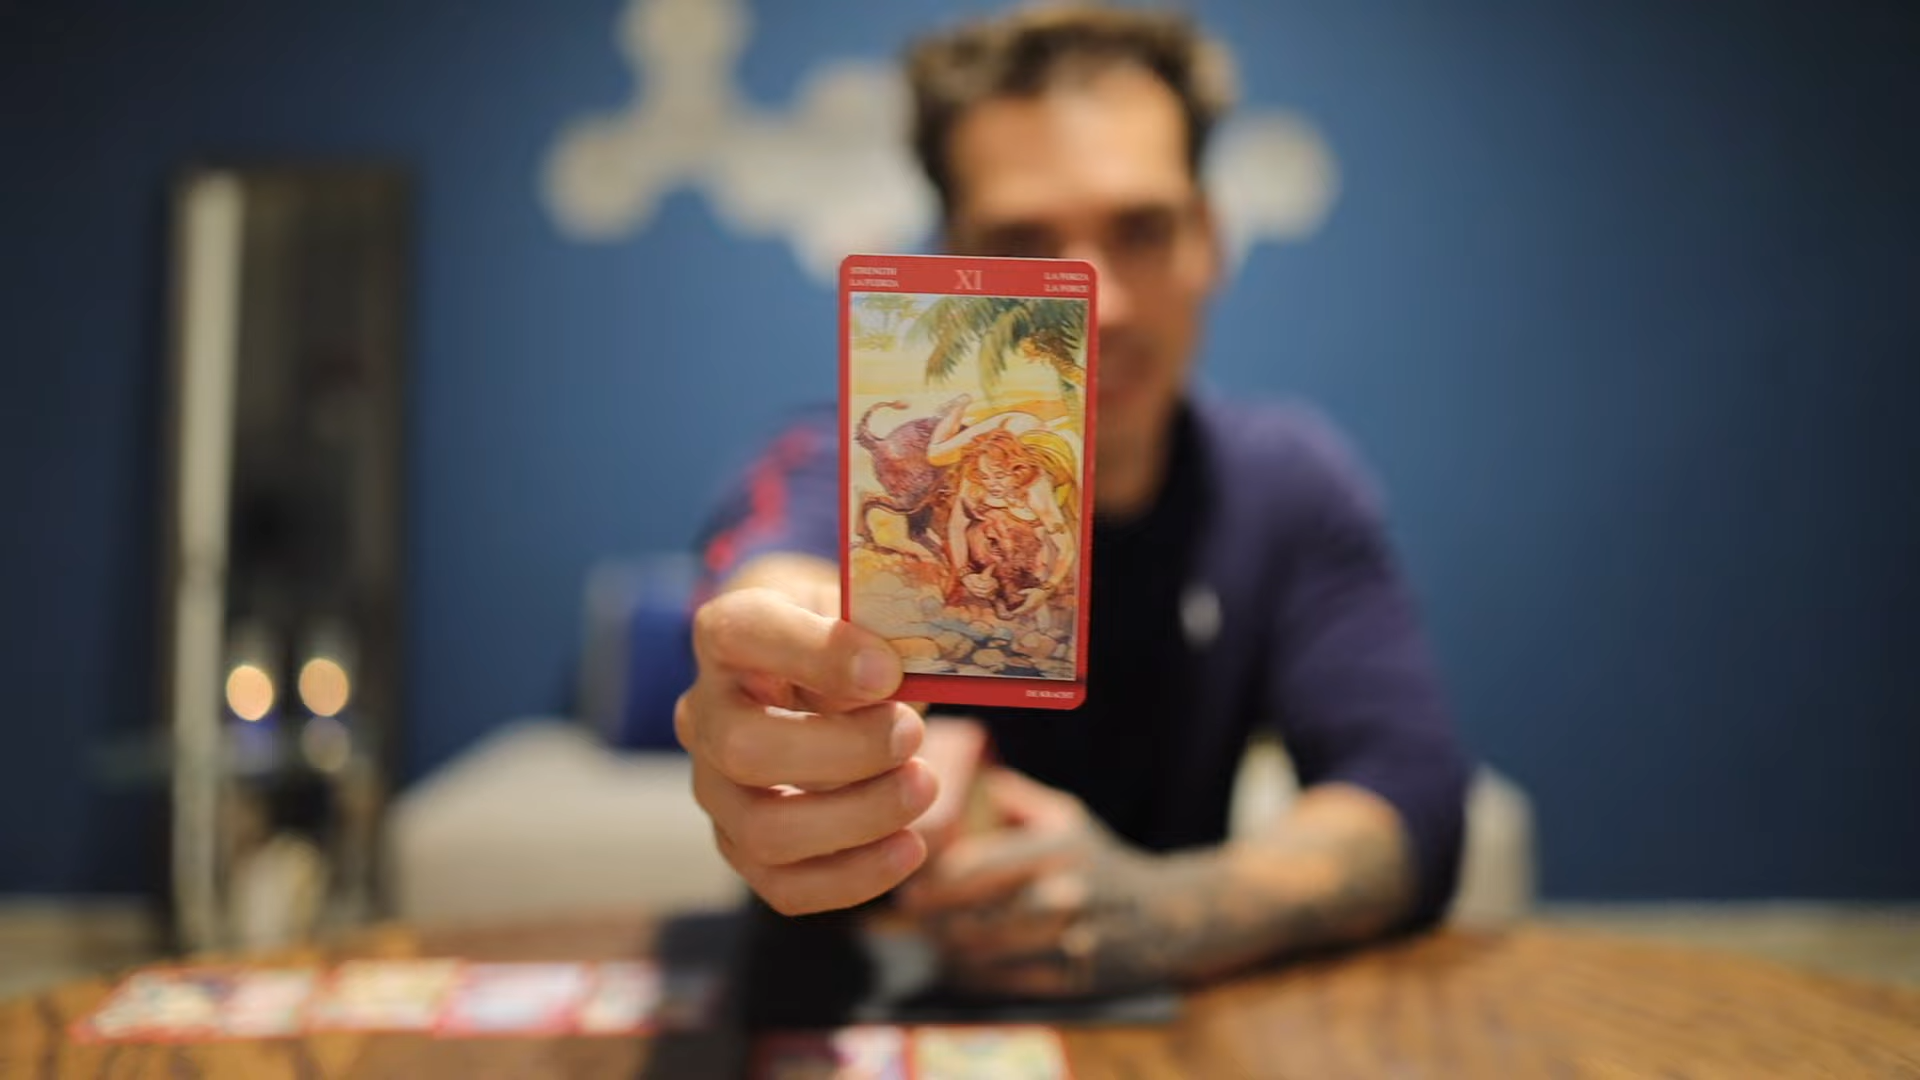 STRENGTH
LA FUERZA
XI
LA FORZA
LA FORCE
DE KRACHT